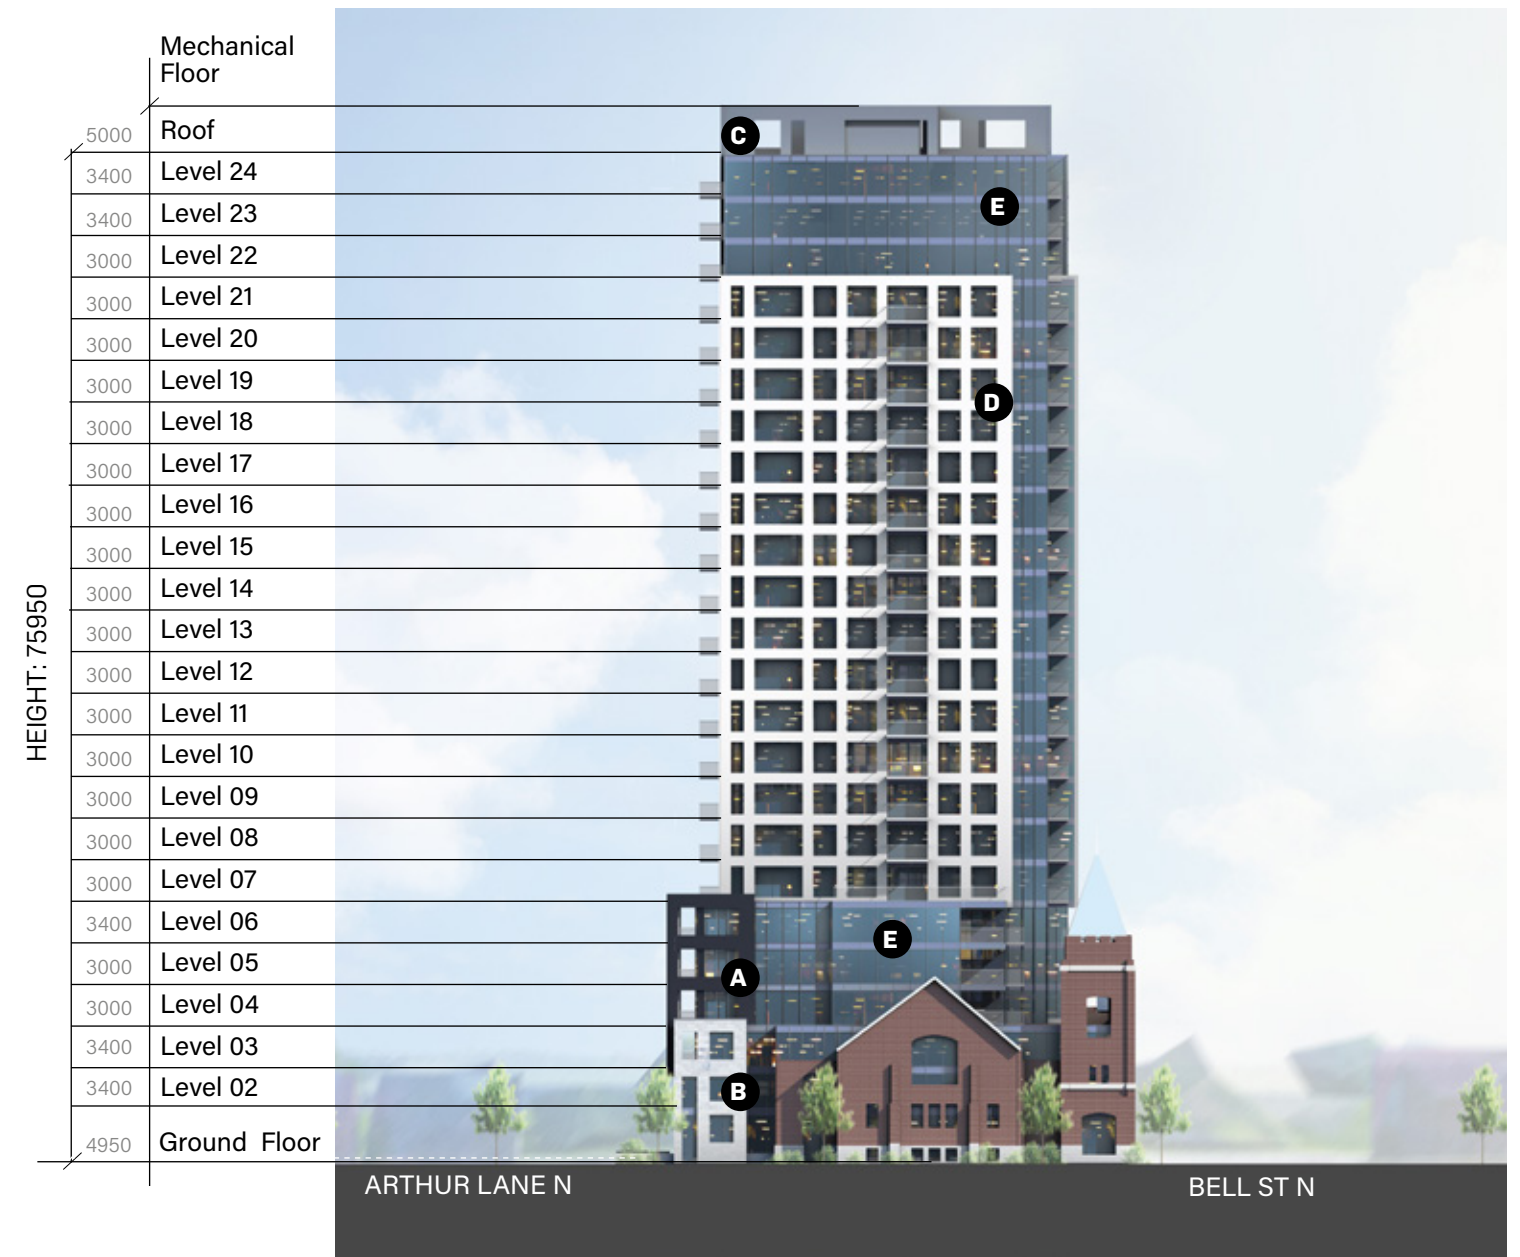 Mechanical
Floor
5000 Roof
3400 Level 24
3400 Level 23
3000 Level 22
3000 Level 21
3000 Level 20
3000 Level 19
3000 Level 18
3000 Level 17
3000 Level 16
3000 Level 15
3000 Level 14
3000 Level 13
3000 Level 12
3000 Level 11
3000 Level 10
3000 Level 09
3000 Level 08
3000 Level 07
3400 Level 06
3000 Level 05
3000 Level 04
3400 Level 03
3400 Level 02
4950 Ground Floor
HEIGHT: 75950
C
E
D
E
A
B
ARTHUR LANE N
BELL ST N